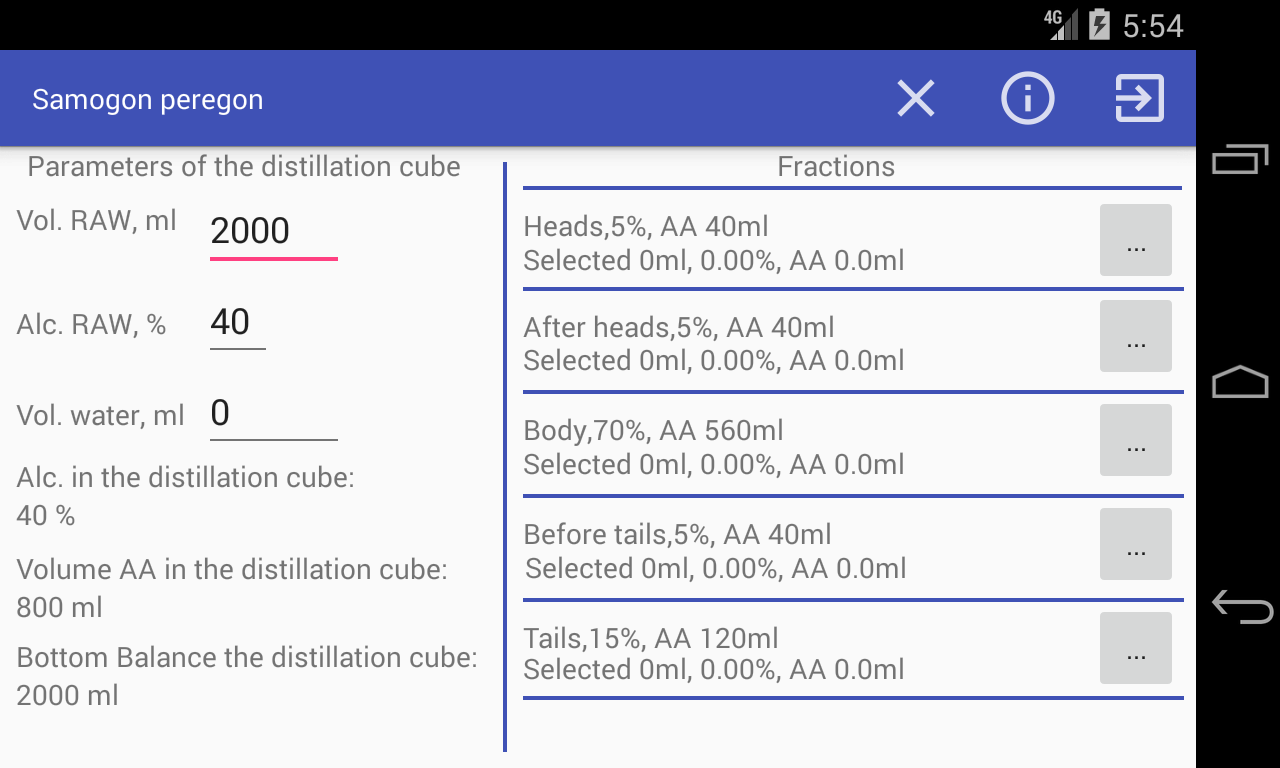 4G 5:54
Samogon peregon
Parameters of the distillation cube
Vol. RAW, ml 2000
Alc. RAW, % 40
Vol. water, ml 0
Alc. in the distillation cube:
40 %
Volume AA in the distillation cube:
800 ml
Bottom Balance the distillation cube:
2000 ml
Fractions
Heads,5%, AA 40ml
Selected 0ml, 0.00%, AA 0.0ml
...
After heads,5%, AA 40ml
Selected 0ml, 0.00%, AA 0.0ml
...
Body,70%, AA 560ml
Selected 0ml, 0.00%, AA 0.0ml
...
Before tails,5%, AA 40ml
Selected 0ml, 0.00%, AA 0.0ml
...
Tails,15%, AA 120ml
Selected 0ml, 0.00%, AA 0.0ml
...